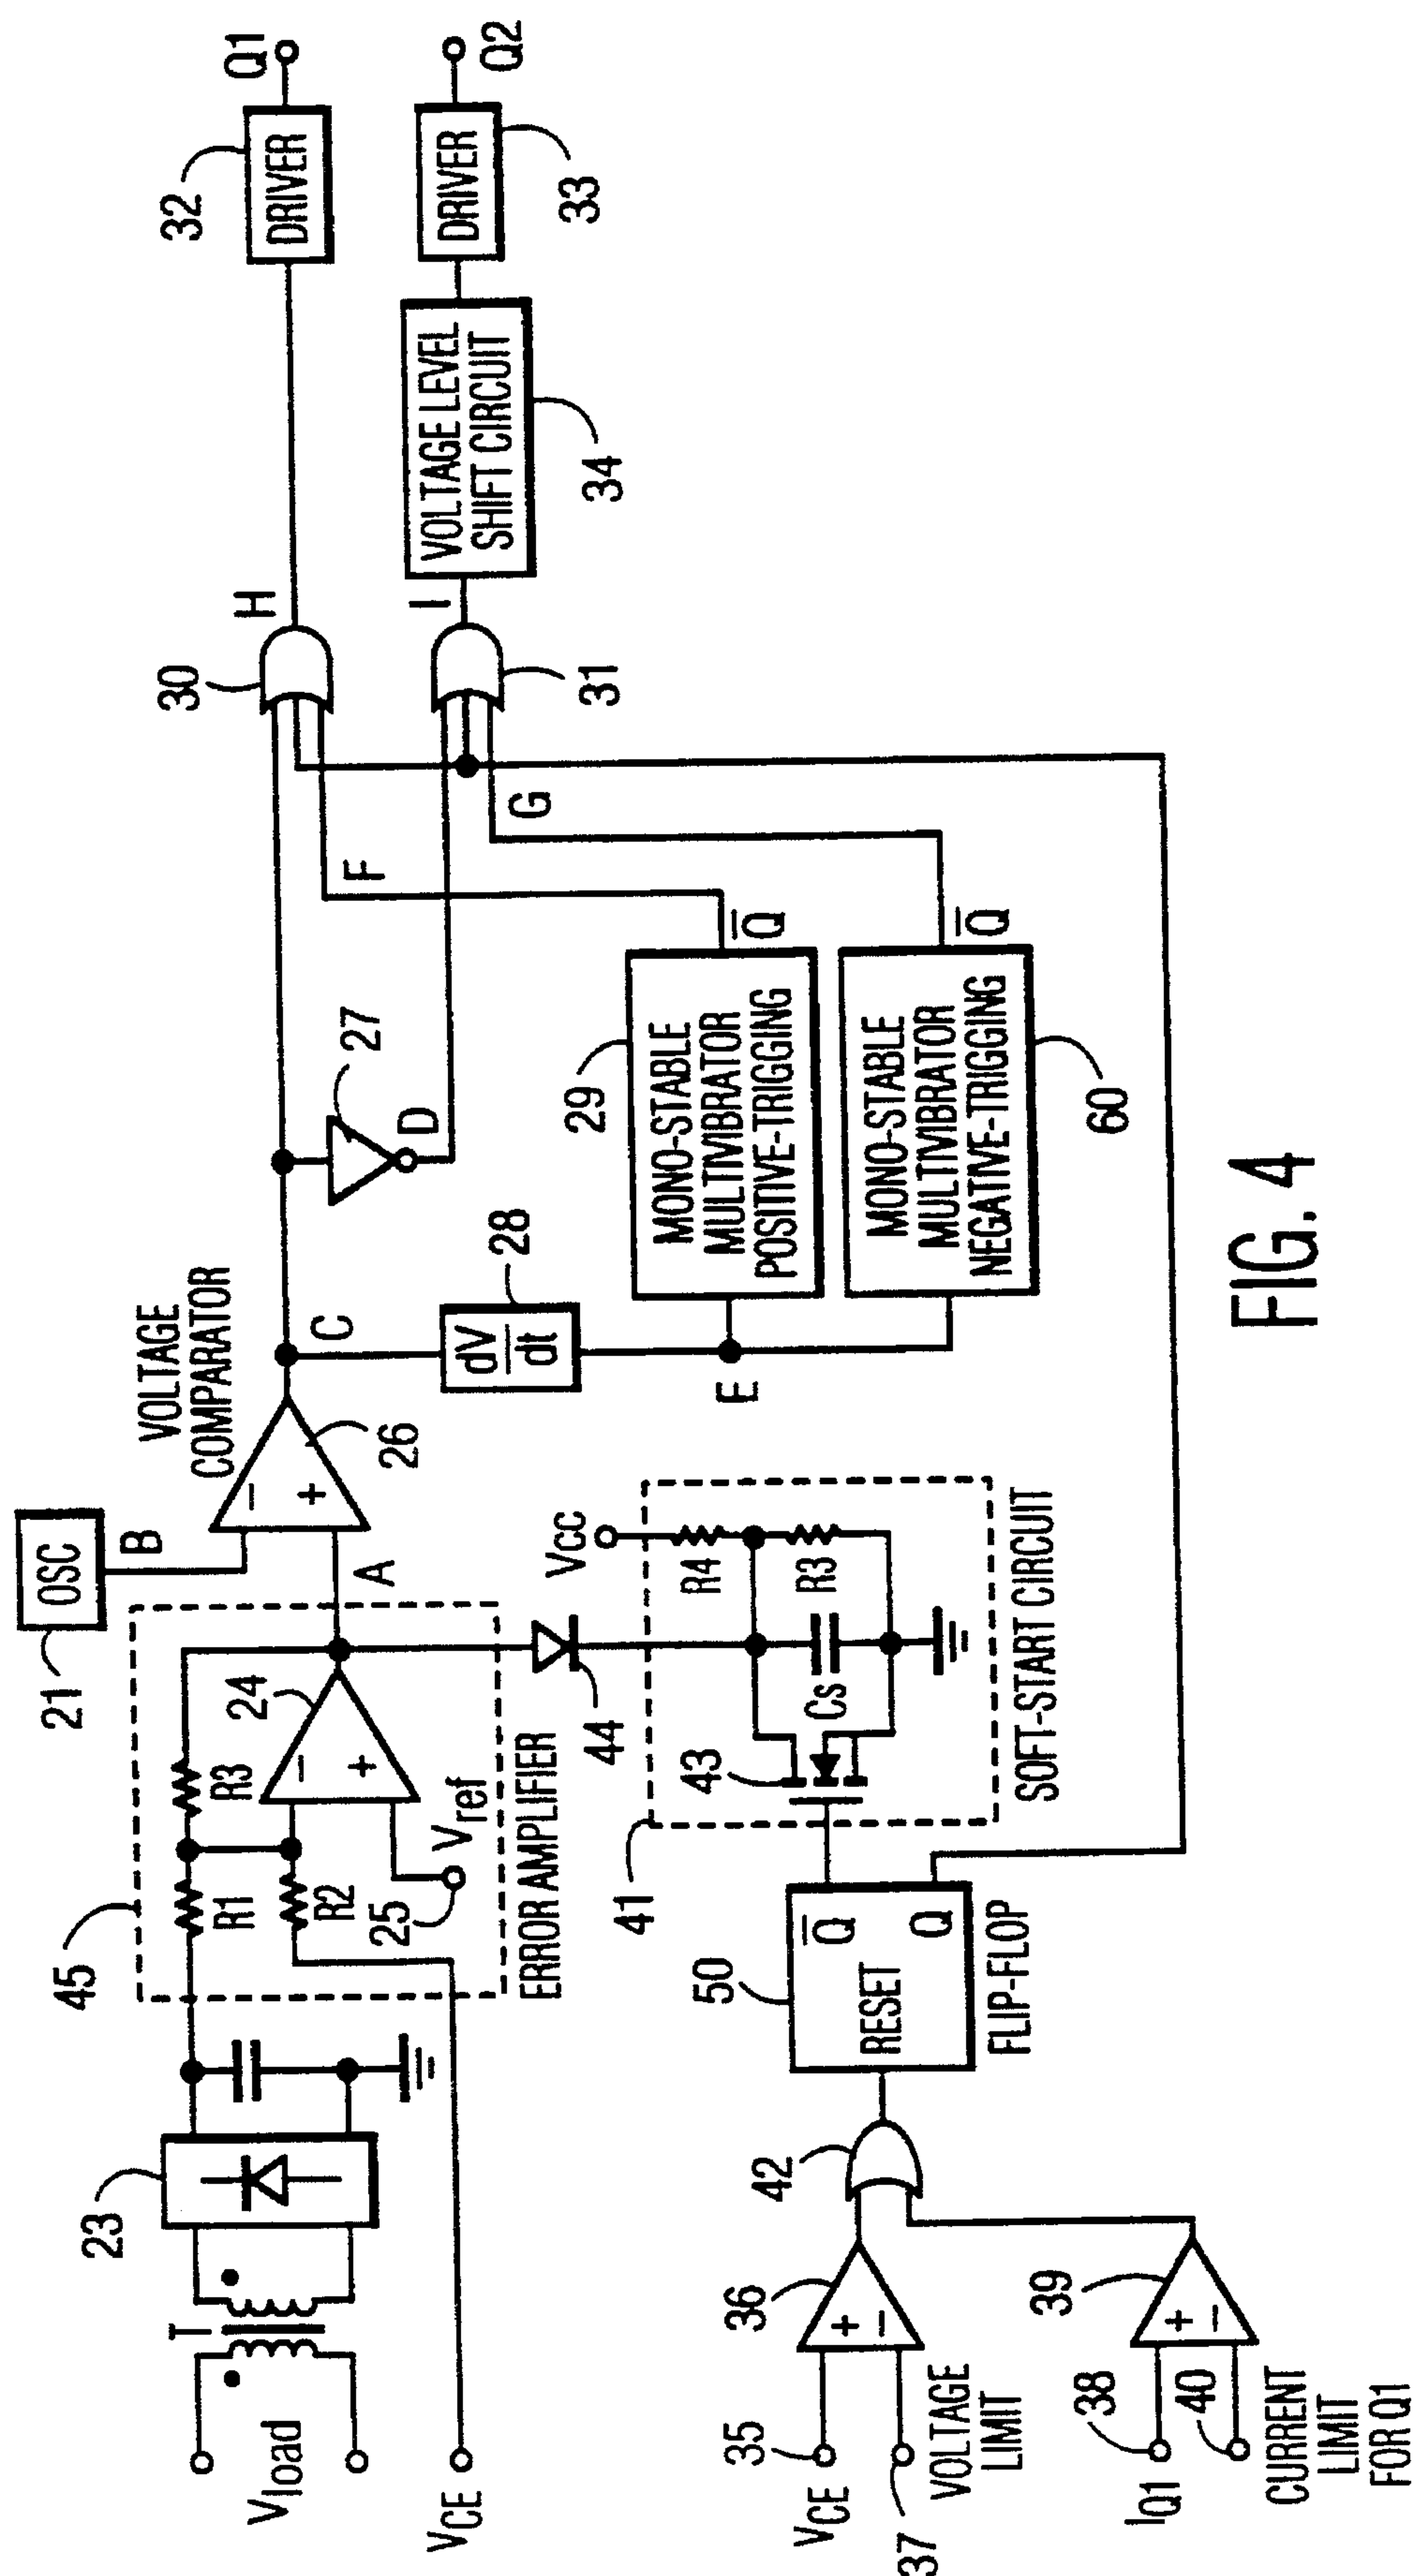 21
OSC
B
VOLTAGE
COMPARATOR
−
+
26
C
A
45
R1
R3
R2
24
−
+
25
Vref
ERROR AMPLIFIER
23
T
Vload
VCE
27
D
dV
dt
28
E
30
H
32
DRIVER
Q1
31
I
VOLTAGE LEVEL
SHIFT CIRCUIT
34
DRIVER
33
Q2
F
G
29
MONO-STABLE
MULTIVIBRATOR
POSITIVE-TRIGGING
Q̅
MONO-STABLE
MULTIVIBRATOR
NEGATIVE-TRIGGING
Q̅
60
44
VCC
R4
R3
Cs
43
41
SOFT-START CIRCUIT
50
RESET
Q̅
Q
FLIP-FLOP
42
36
+
−
35
VCE
37
VOLTAGE
LIMIT
39
+
−
38
IQ1
40
CURRENT
LIMIT
FOR Q1
FIG. 4